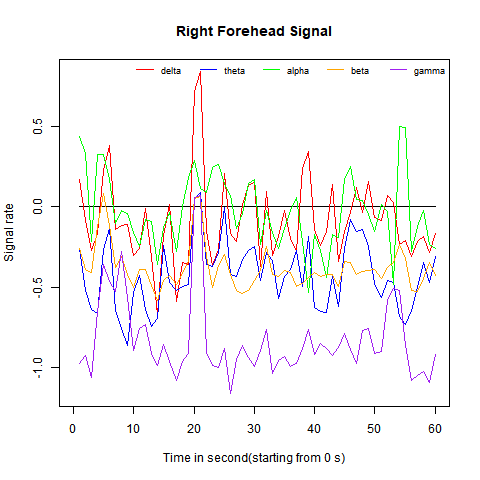 Right Forehead Signal
delta theta alpha beta gamma
Signal rate
0.5
0.0
-0.5
-1.0
0 10 20 30 40 50 60
Time in second(starting from 0 s)